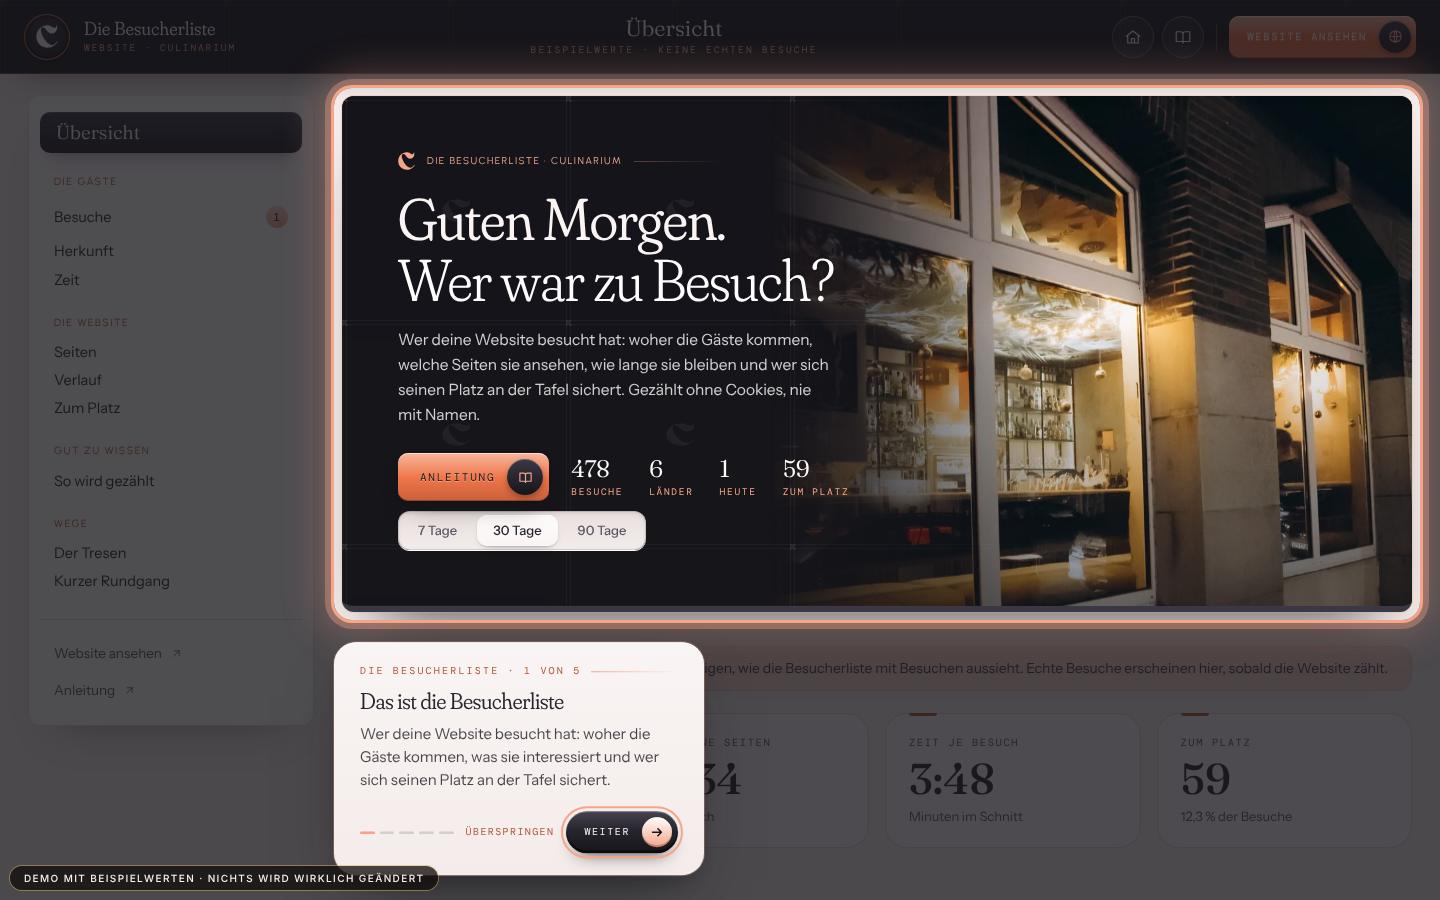 Die Besucherliste
WEBSITE · CULINARIUM
Übersicht
BEISPIELWERTE · KEINE ECHTEN BESUCHE
WEBSITE ANSEHEN
Übersicht
DIE GÄSTE
Besuche
1
Herkunft
Zeit
DIE WEBSITE
Seiten
Verlauf
Zum Platz
GUT ZU WISSEN
So wird gezählt
WEGE
Der Tresen
Kurzer Rundgang
Website ansehen
Anleitung
DIE BESUCHERLISTE · CULINARIUM
Guten Morgen.
Wer war zu Besuch?
Wer deine Website besucht hat: woher die Gäste kommen,
welche Seiten sie ansehen, wie lange sie bleiben und wer sich
seinen Platz an der Tafel sichert. Gezählt ohne Cookies, nie
mit Namen.
ANLEITUNG
478
BESUCHE
6
LÄNDER
1
HEUTE
59
ZUM PLATZ
7 Tage
30 Tage
90 Tage
wie die Besucherliste mit Besuchen aussieht. Echte Besuche erscheinen hier, sobald die Website zählt.
SEITEN
ZEIT JE BESUCH
3:48
Minuten im Schnitt
ZUM PLATZ
59
12,3 % der Besuche
DIE BESUCHERLISTE · 1 VON 5
Das ist die Besucherliste
Wer deine Website besucht hat: woher die
Gäste kommen, was sie interessiert und wer
sich seinen Platz an der Tafel sichert.
ÜBERSPRINGEN
WEITER
DEMO MIT BEISPIELWERTEN · NICHTS WIRD WIRKLICH GEÄNDERT